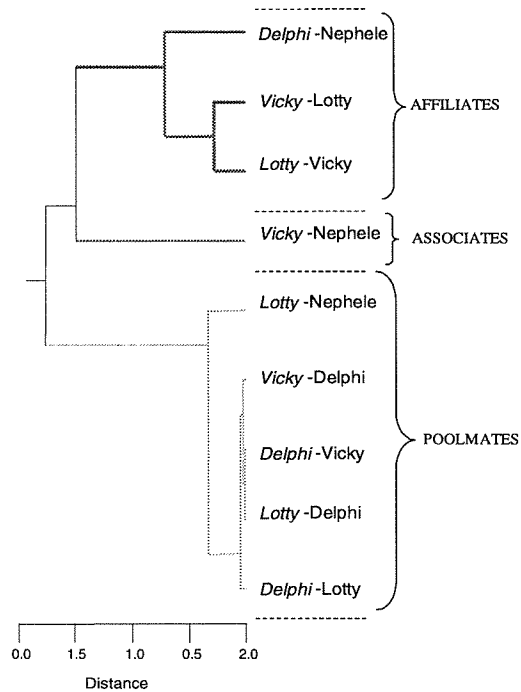 Delphi -Nephele
Vicky -Lotty
AFFILIATES
Lotty -Vicky
Vicky -Nephele
ASSOCIATES
Lotty -Nephele
Vicky -Delphi
POOLMATES
Delphi -Vicky
Lotty -Delphi
Delphi -Lotty
0.0 1.5 1.0 0.5 2.0
Distance